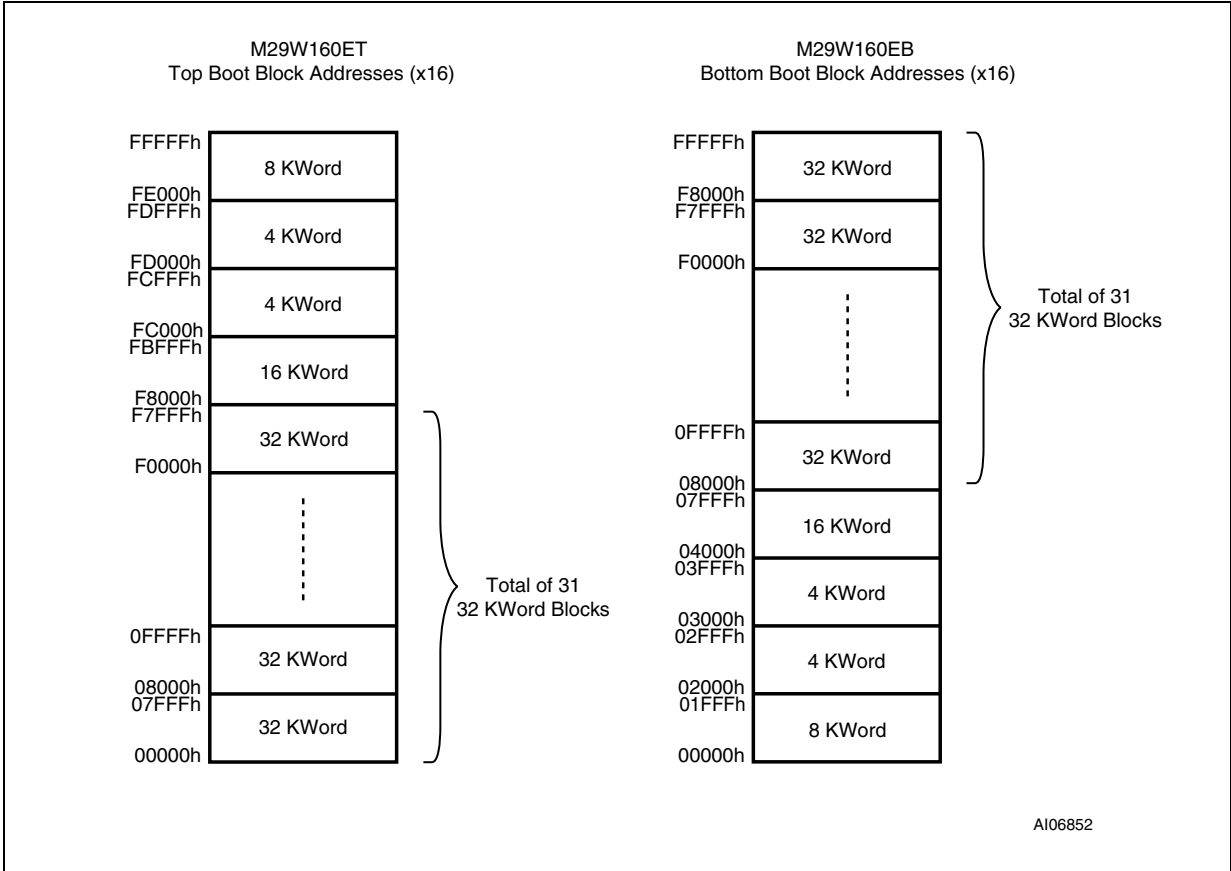 M29W160ET
Top Boot Block Addresses (x16)
FFFFFh
8 KWord
FE000h
FDFFFh
4 KWord
FD000h
FCFFFh
4 KWord
FC000h
FBFFFh
16 KWord
F8000h
F7FFFh
32 KWord
F0000h
Total of 31
32 KWord Blocks
0FFFFh
32 KWord
08000h
07FFFh
32 KWord
00000h
M29W160EB
Bottom Boot Block Addresses (x16)
FFFFFh
32 KWord
F8000h
F7FFFh
32 KWord
F0000h
Total of 31
32 KWord Blocks
0FFFFh
32 KWord
08000h
07FFFh
16 KWord
04000h
03FFFh
4 KWord
03000h
02FFFh
4 KWord
02000h
01FFFh
8 KWord
00000h
AI06852